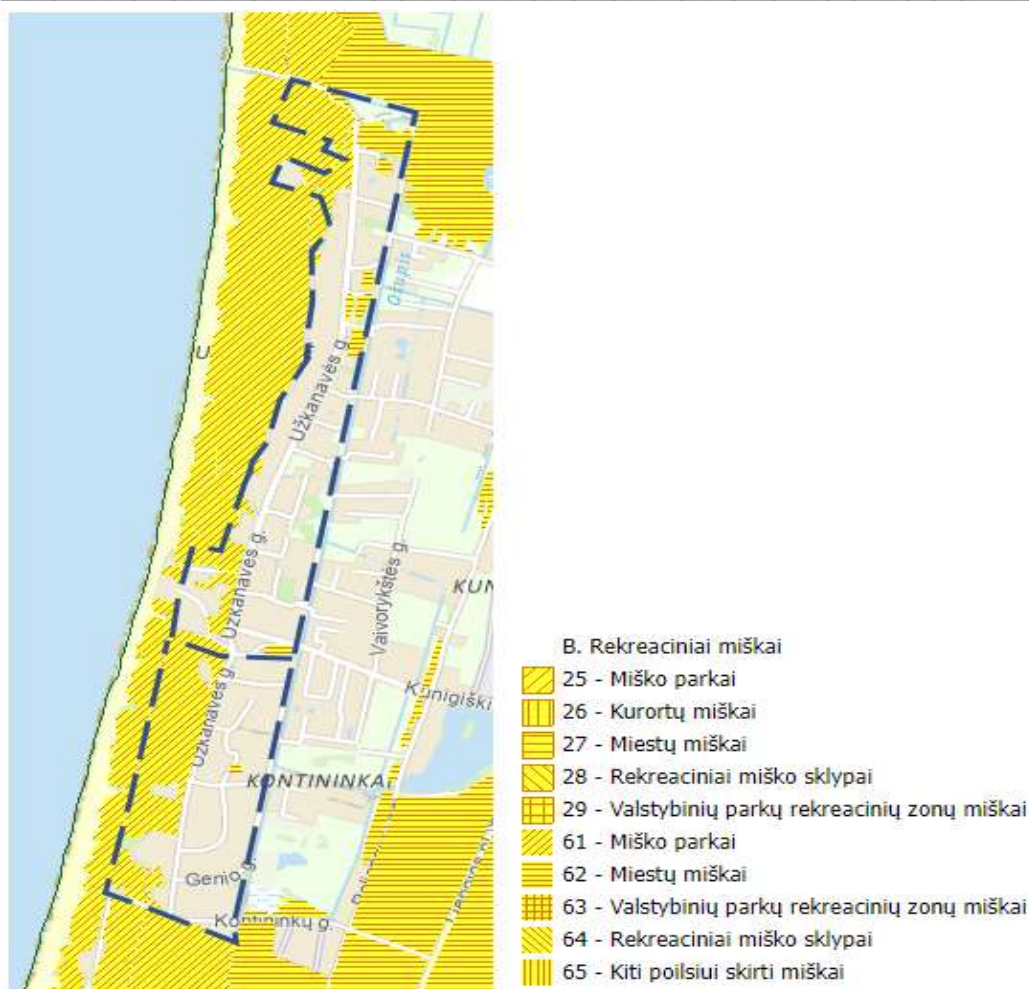 U
Ošupis
Užkanavės g.
Užkanavės g.
Vaivorykštės g.
KUN
Užkanavės g.
Kunigiški
KONTININKAI
Genio g.
Kontininkų g.
B. Rekreaciniai miškai
25 - Miško parkai
26 - Kurortų miškai
27 - Miestų miškai
28 - Rekreaciniai miško sklypai
29 - Valstybinių parkų rekreacinių zonų miškai
61 - Miško parkai
62 - Miestų miškai
63 - Valstybinių parkų rekreacinių zonų miškai
64 - Rekreaciniai miško sklypai
65 - Kiti poilsiui skirti miškai